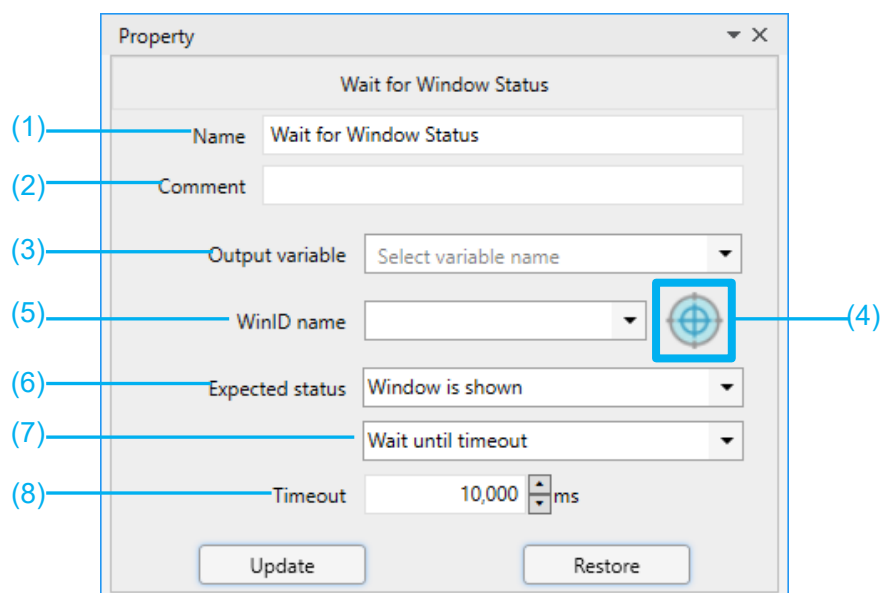 Property
Wait for Window Status
(1) Name Wait for Window Status
(2) Comment
(3) Output variable Select variable name
(5) WinID name (4)
(6) Expected status Window is shown
(7) Wait until timeout
(8) Timeout 10,000 ms
Update Restore